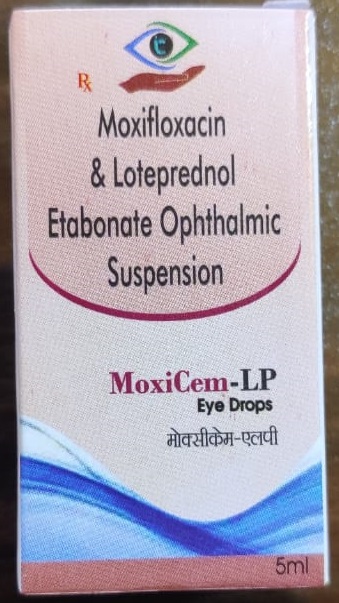 Rx
Moxifloxacin
& Loteprednol
Etabonate Ophthalmic
Suspension
MoxiCem-LP
Eye Drops
मोक्सीकेम-एलपी
5ml